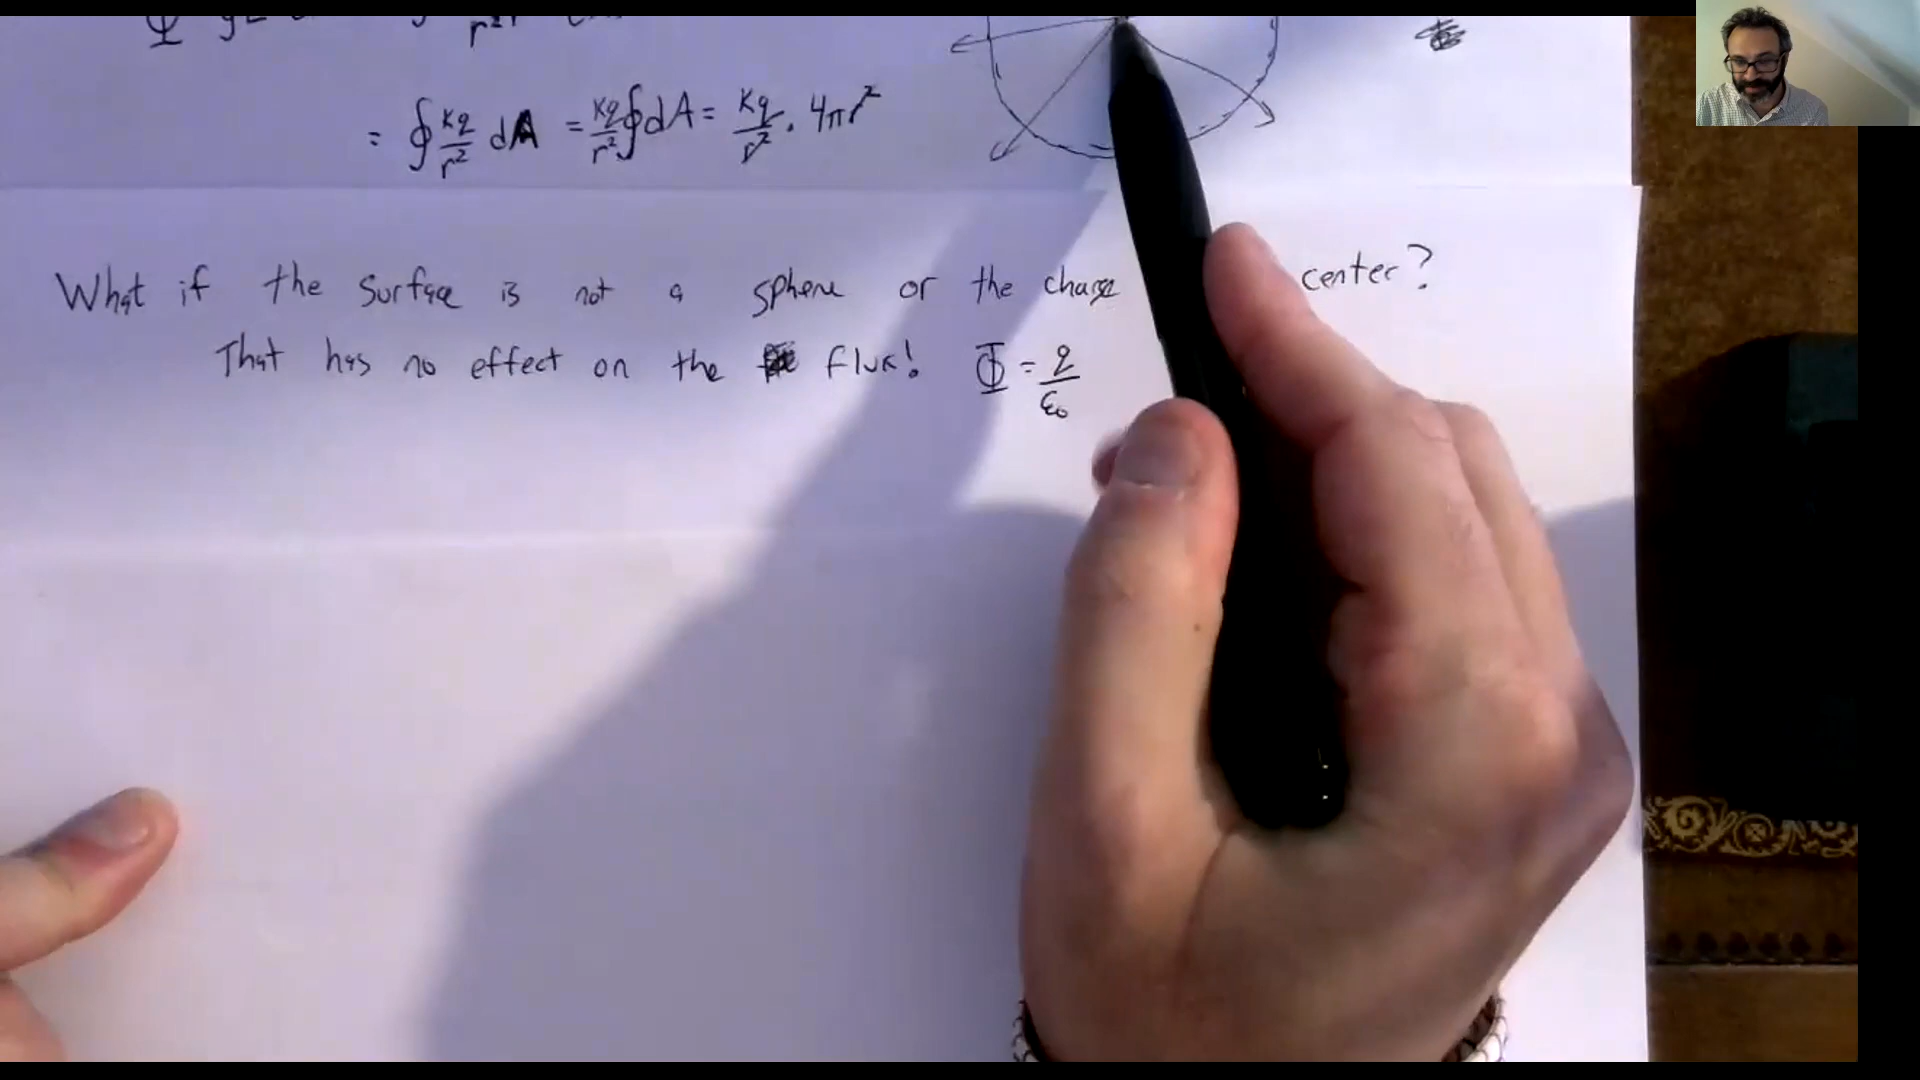 = ∮ kq/r² dA = kq/r² ∮ dA = kq/r² · 4πr²
What if the surface is not a sphere or the charge center?
That has no effect on the flux! Φ = q/ε₀